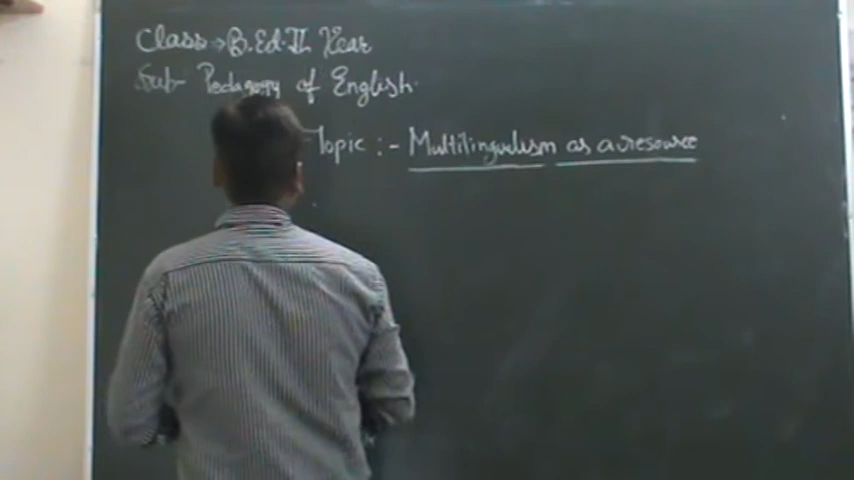 Class → B.Ed. II Year
Sub- Pedagogy of English.
Topic :- Multilingualism as a resource